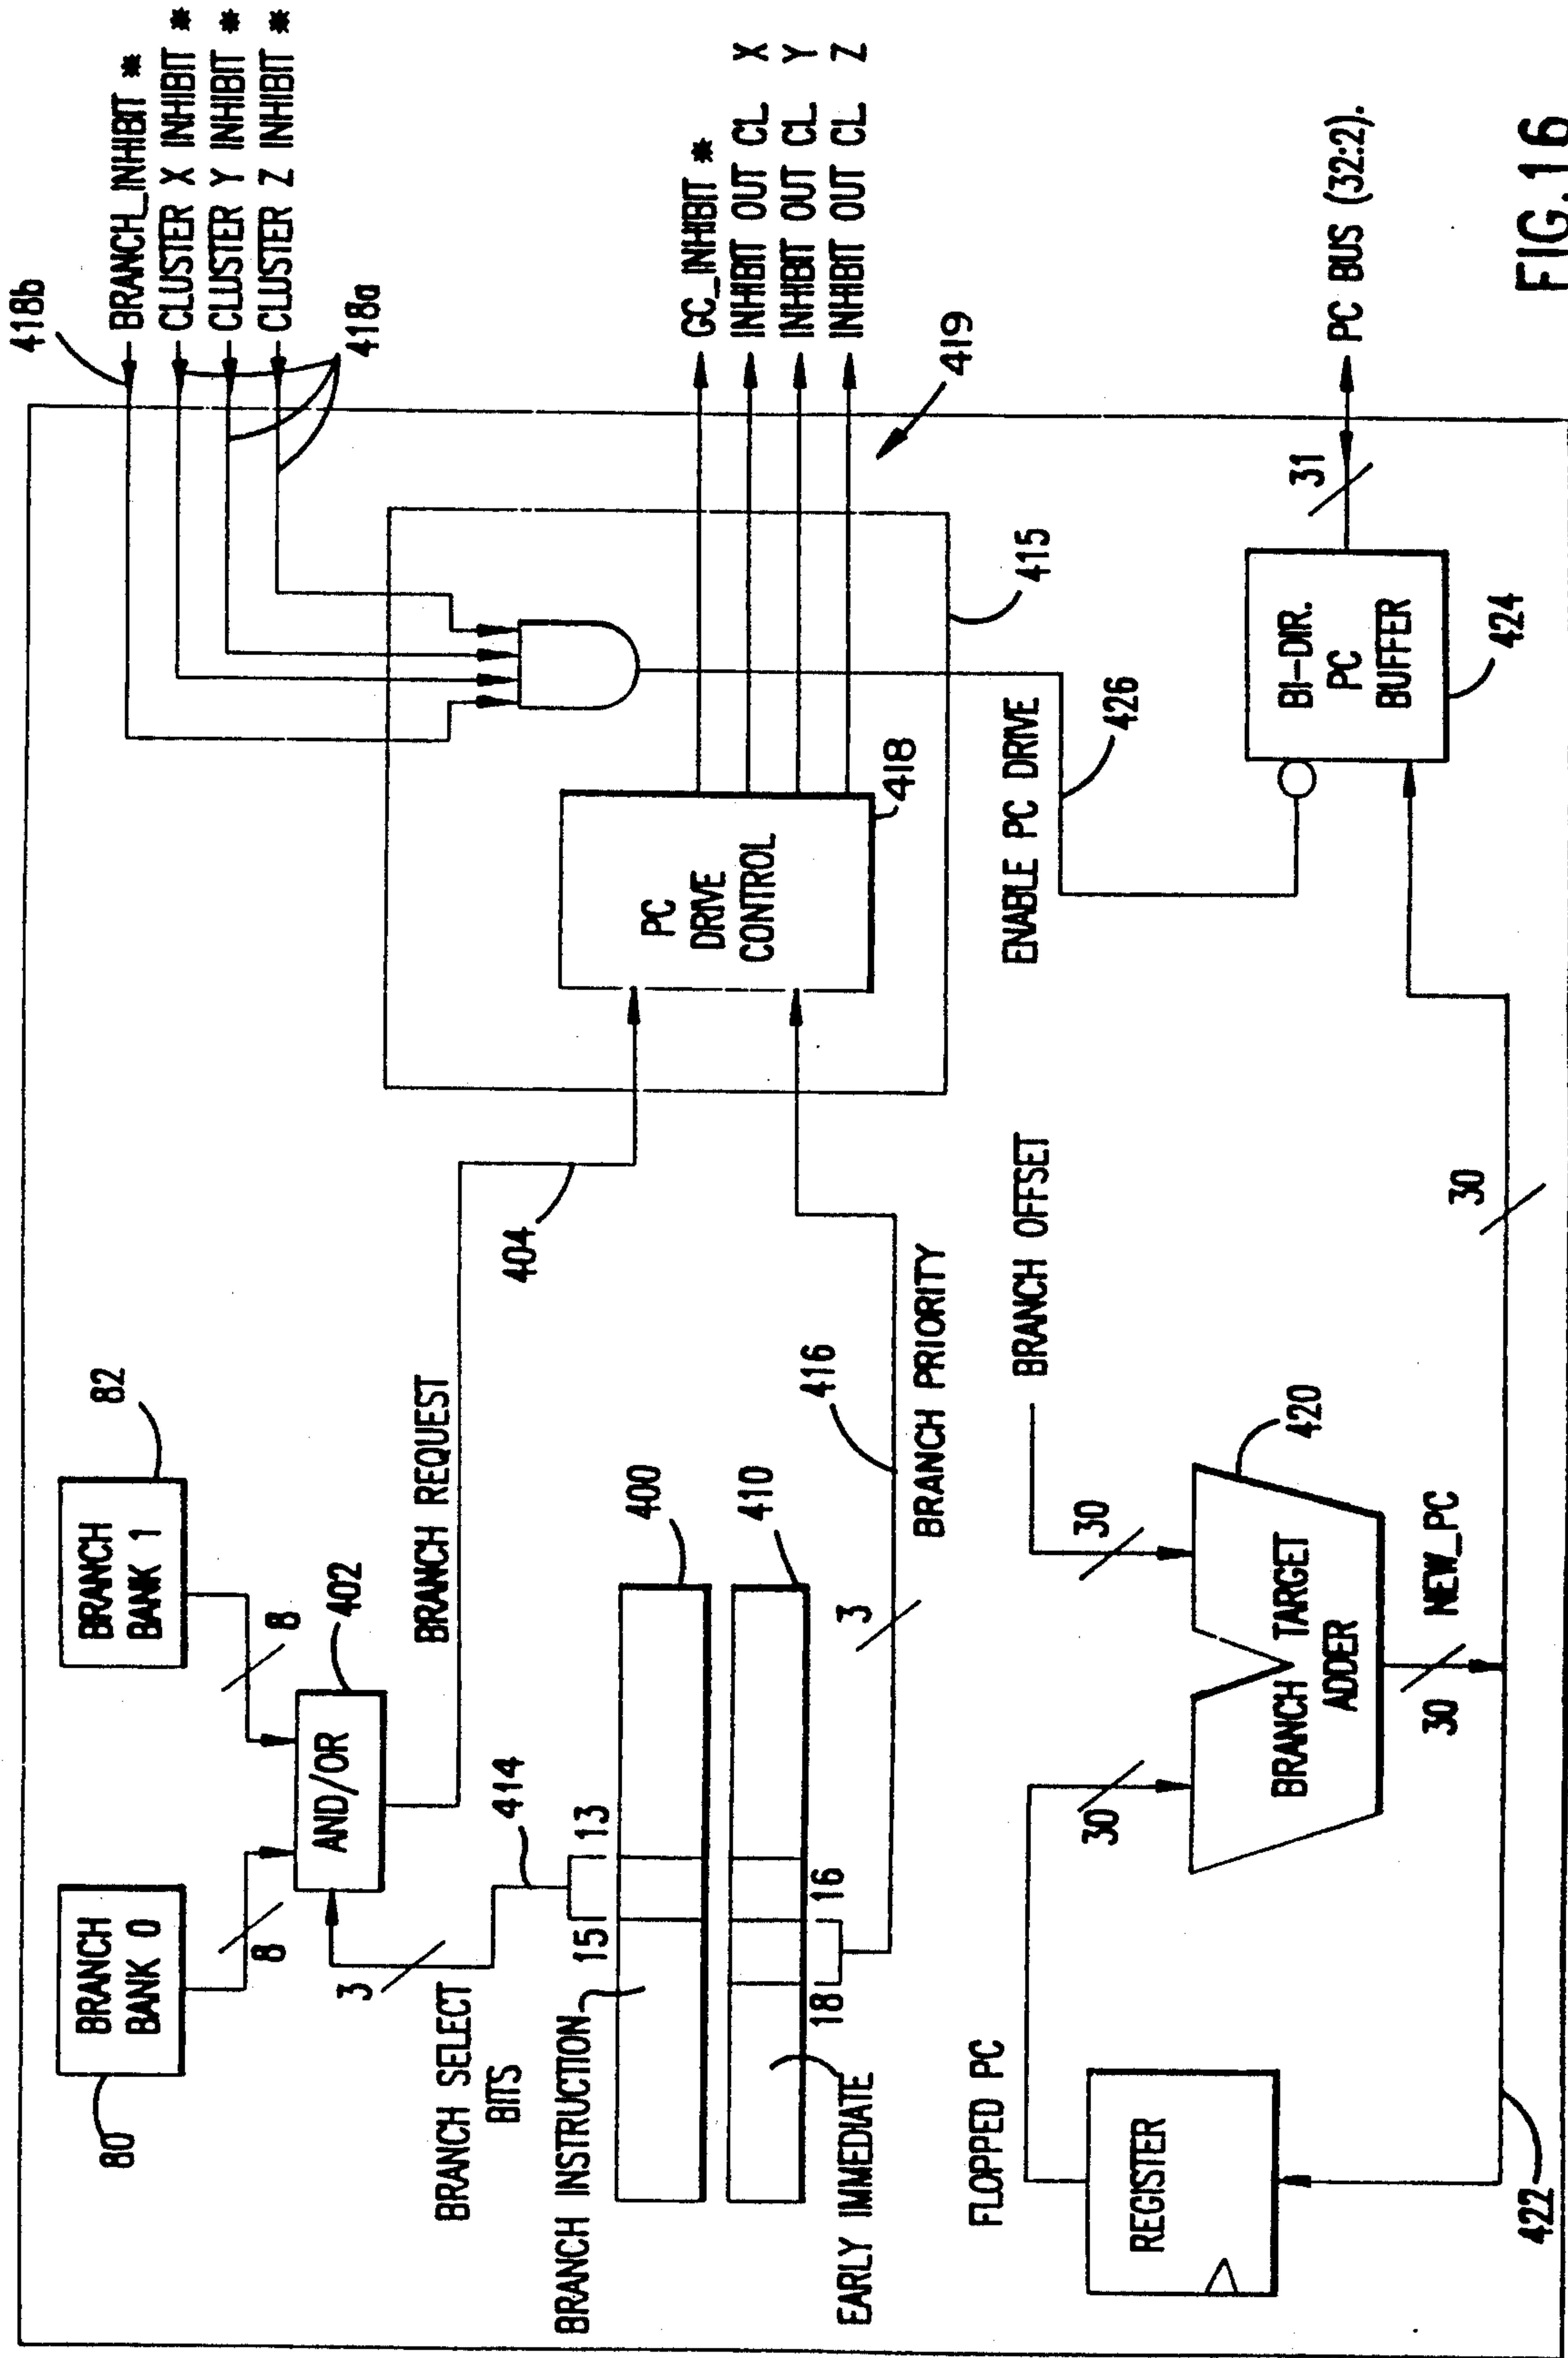 80
BRANCH
BANK 0
82
BRANCH
BANK 1
8
8
AND/OR
402
3
BRANCH SELECT
BITS
414
BRANCH REQUEST
404
BRANCH INSTRUCTION
15
13
400
EARLY IMMEDIATE
18
16
410
3
416
BRANCH PRIORITY
418b
BRANCH_INHIBIT *
CLUSTER X INHIBIT *
CLUSTER Y INHIBIT *
CLUSTER Z INHIBIT *
418a
PC
DRIVE
CONTROL
418
GC_INHIBIT *
INHIBIT OUT CL X
INHIBIT OUT CL Y
INHIBIT OUT CL Z
419
415
ENABLE PC DRIVE
426
FLOPPED PC
REGISTER
30
BRANCH OFFSET
30
BRANCH TARGET
ADDER
420
30
NEW_PC
422
30
BI-DIR.
PC
BUFFER
424
31
PC BUS (32:2).
FIG.16